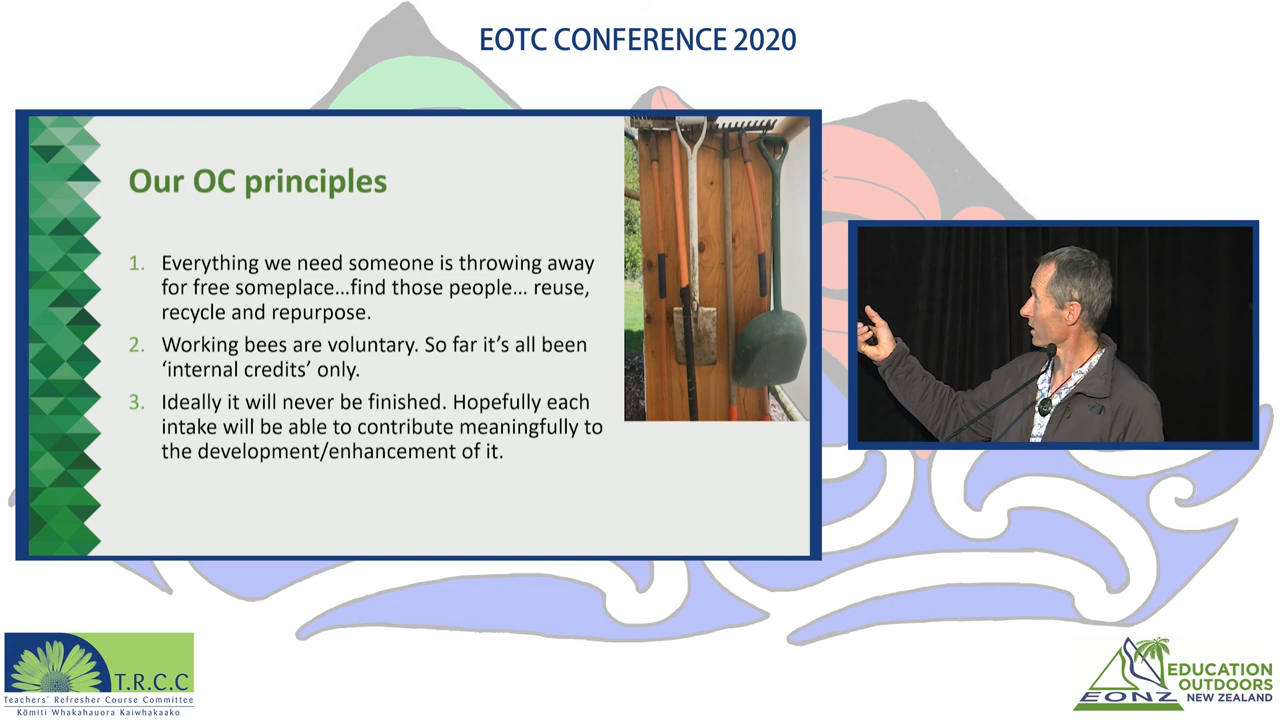 EOTC CONFERENCE 2020
Our OC principles
1. Everything we need someone is throwing away
for free someplace...find those people... reuse,
recycle and repurpose.
2. Working bees are voluntary. So far it's all been
'internal credits' only.
3. Ideally it will never be finished. Hopefully each
intake will be able to contribute meaningfully to
the development/enhancement of it.
T.R.C.C
Teachers' Refresher Course Committee
Kōmiti Whakahauora Kaiwhakaako
EONZ
EDUCATION
OUTDOORS
NEW ZEALAND